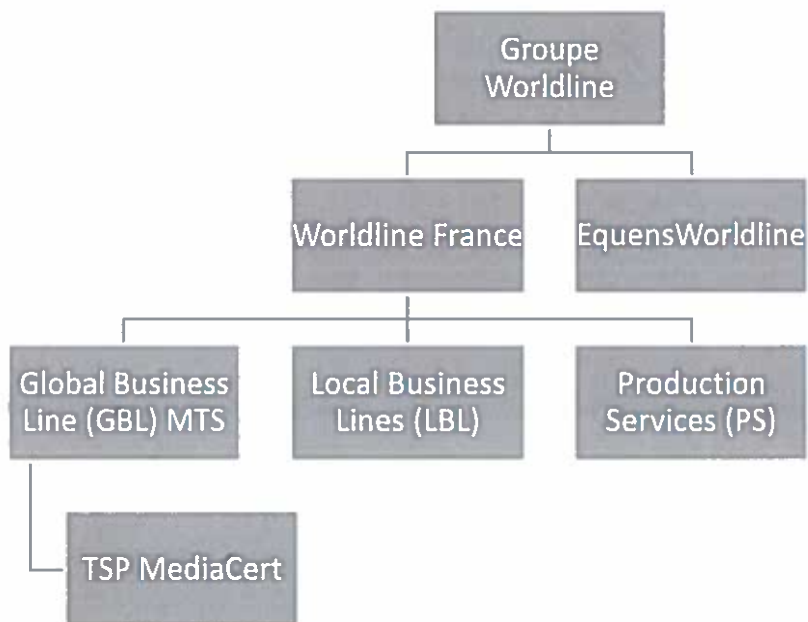 Groupe
Worldline
Worldline France
EquensWorldline
Global Business
Line (GBL) MTS
Local Business
Lines (LBL)
Production
Services (PS)
TSP MediaCert